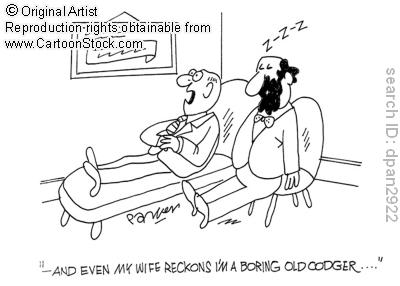 © Original Artist
Reproduction rights obtainable from
www.CartoonStock.com
z-z-z
search ID: dpan2922
Parker
"—AND EVEN MY WIFE RECKONS I'M A BORING OLD CODGER...."